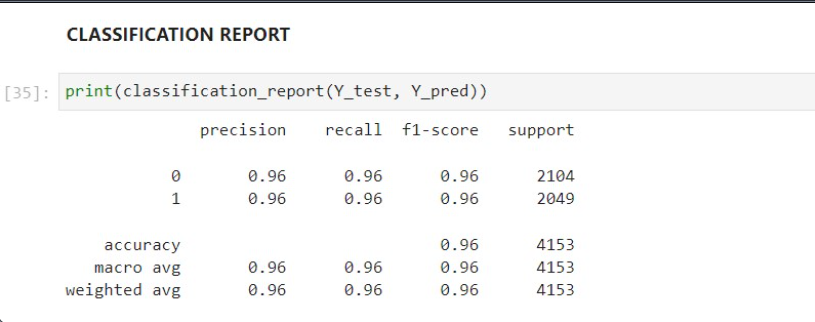 CLASSIFICATION REPORT
[35]: print(classification_report(Y_test, Y_pred))
precision recall f1-score support
0 0.96 0.96 0.96 2104
1 0.96 0.96 0.96 2049
accuracy 0.96 4153
macro avg 0.96 0.96 0.96 4153
weighted avg 0.96 0.96 0.96 4153